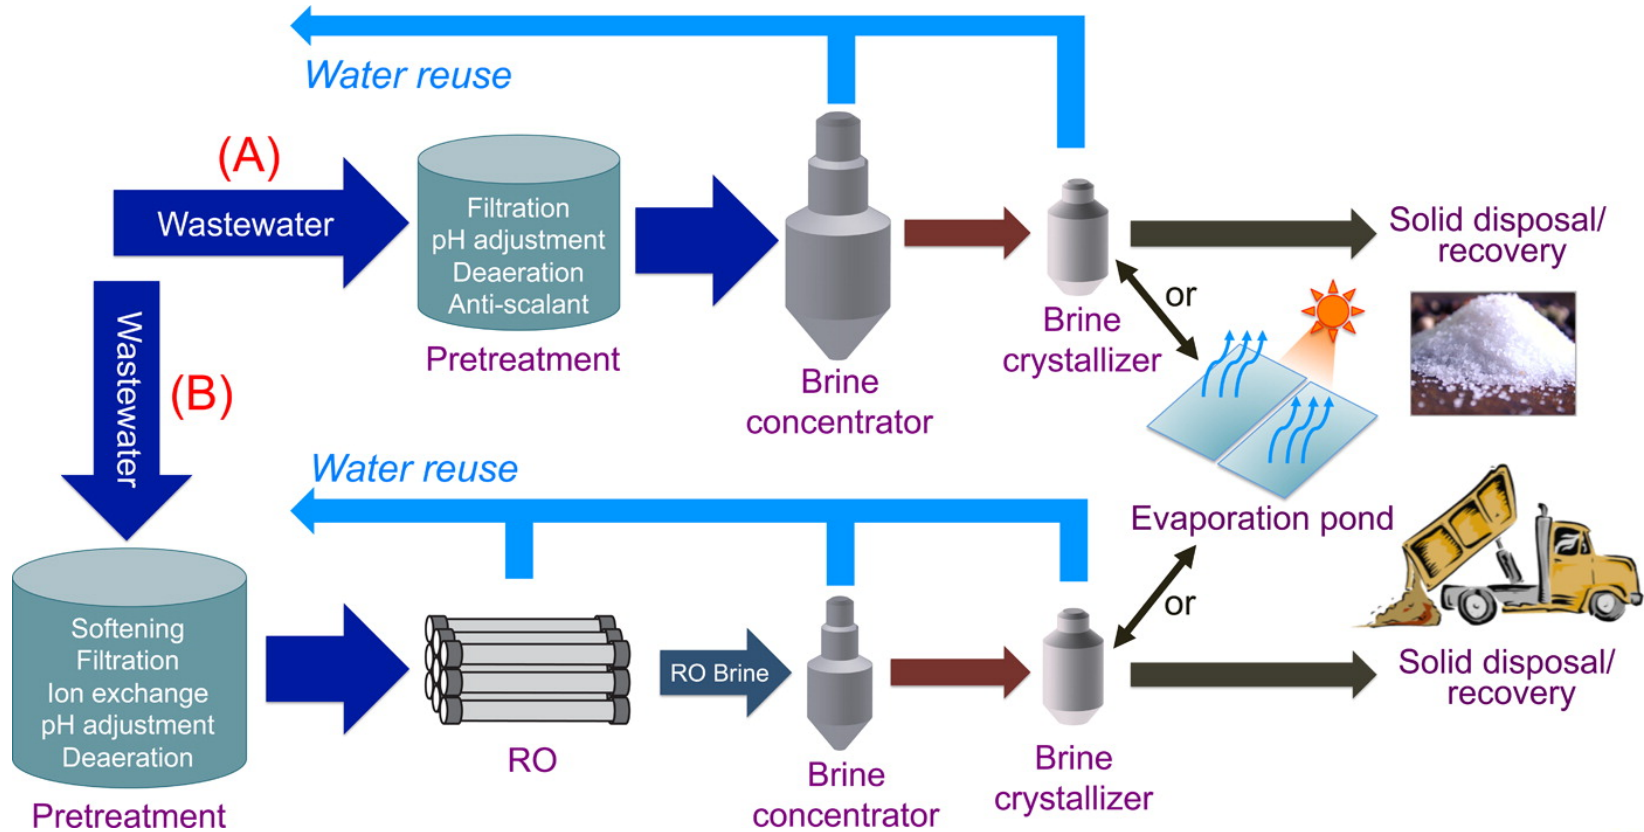 Water reuse
(A)
Wastewater
Filtration
pH adjustment
Deaeration
Anti-scalant
Pretreatment
Brine
concentrator
Brine
crystallizer
or
Solid disposal/
recovery
Evaporation pond
Wastewater
(B)
Water reuse
Softening
Filtration
Ion exchange
pH adjustment
Deaeration
Pretreatment
RO
RO Brine
Brine
concentrator
Brine
crystallizer
or
Solid disposal/
recovery